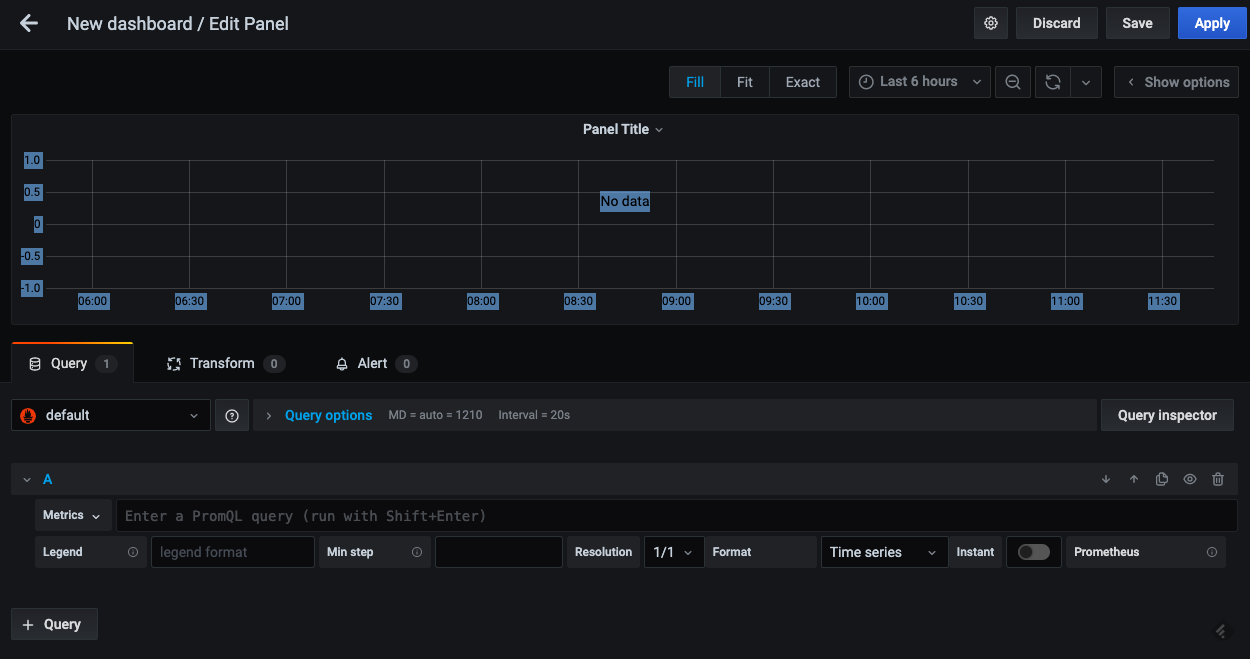 New dashboard / Edit Panel
Discard
Save
Apply
Fill
Fit
Exact
Last 6 hours
Show options
Panel Title
1.0
0.5
0
-0.5
-1.0
No data
06:00 06:30 07:00 07:30 08:00 08:30 09:00 09:30 10:00 10:30 11:00 11:30
Query 1
Transform 0
Alert 0
default
Query options MD = auto = 1210 Interval = 20s
Query inspector
A
Metrics
Enter a PromQL query (run with Shift+Enter)
Legend
legend format
Min step
Resolution
1/1
Format
Time series
Instant
Prometheus
+ Query